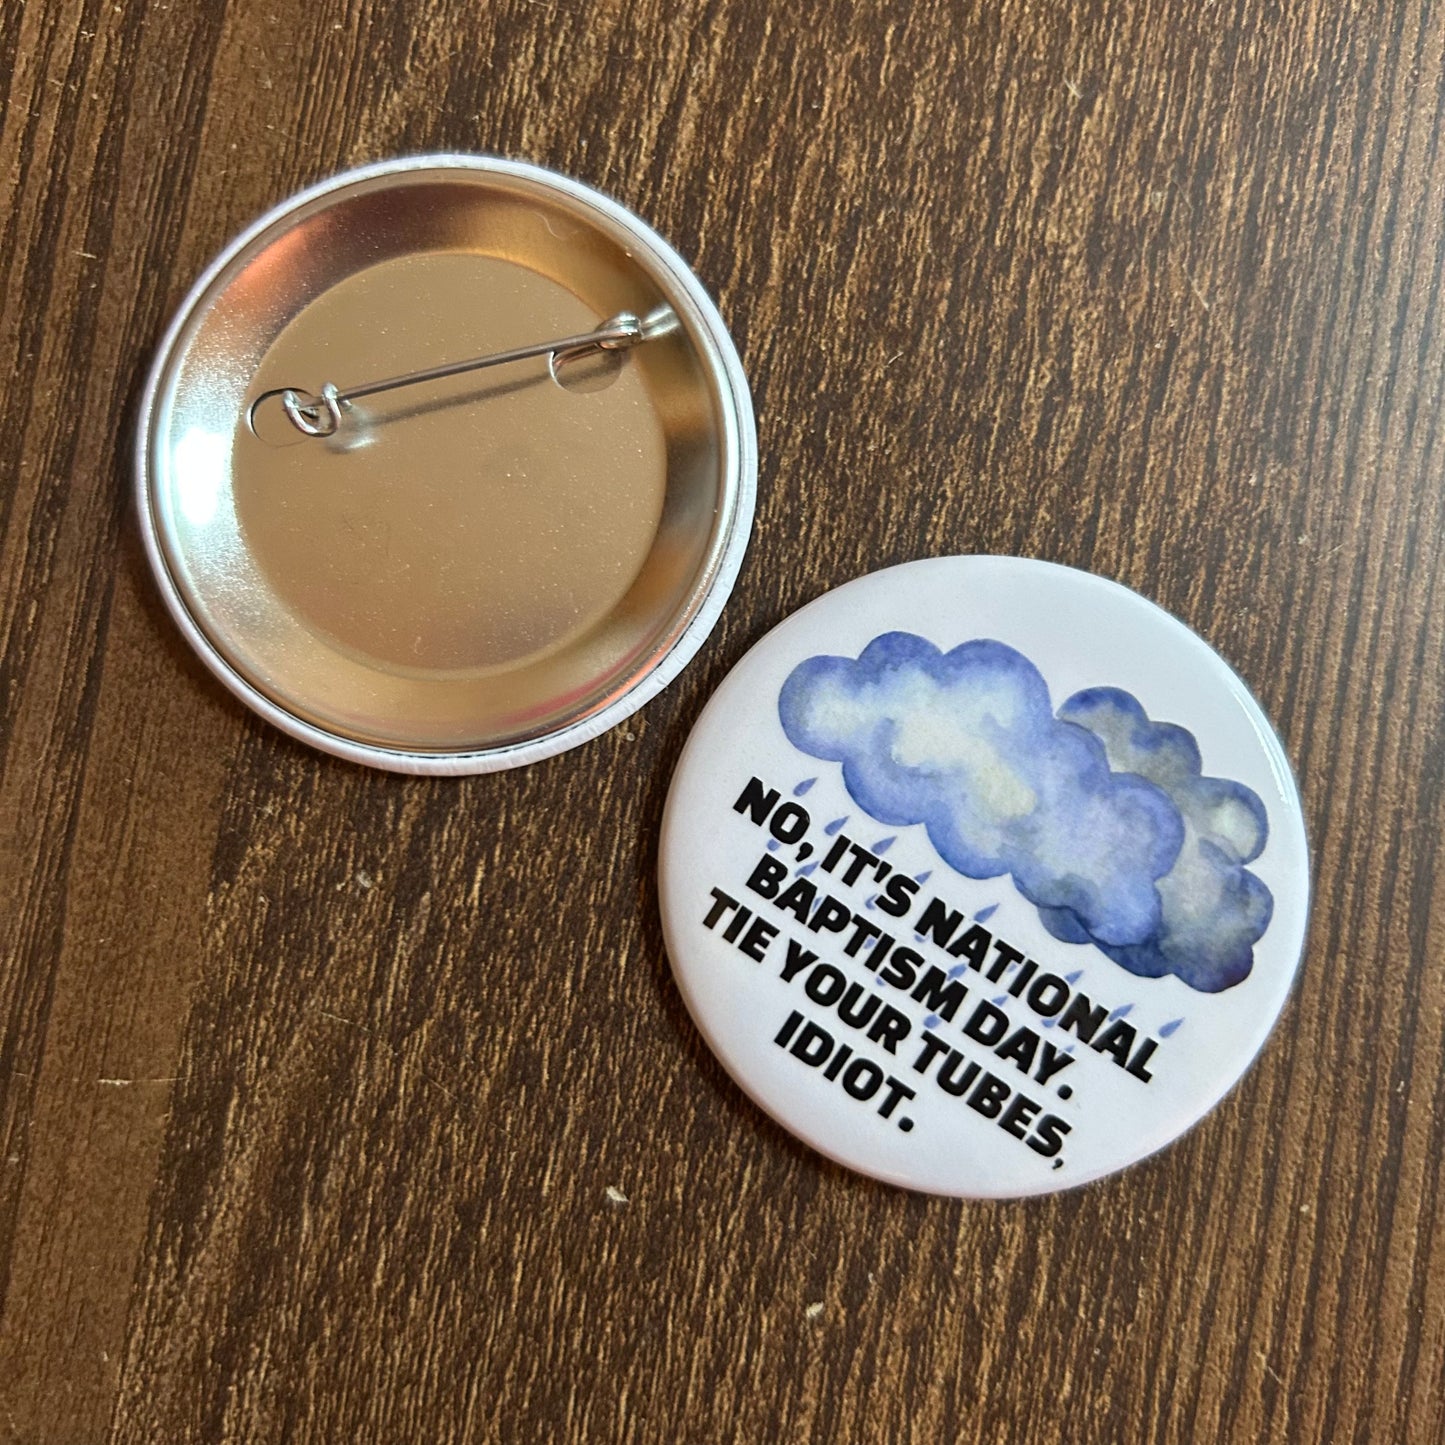 NO, IT'S NATIONAL
BAPTISM DAY.
TIE YOUR TUBES,
IDIOT.